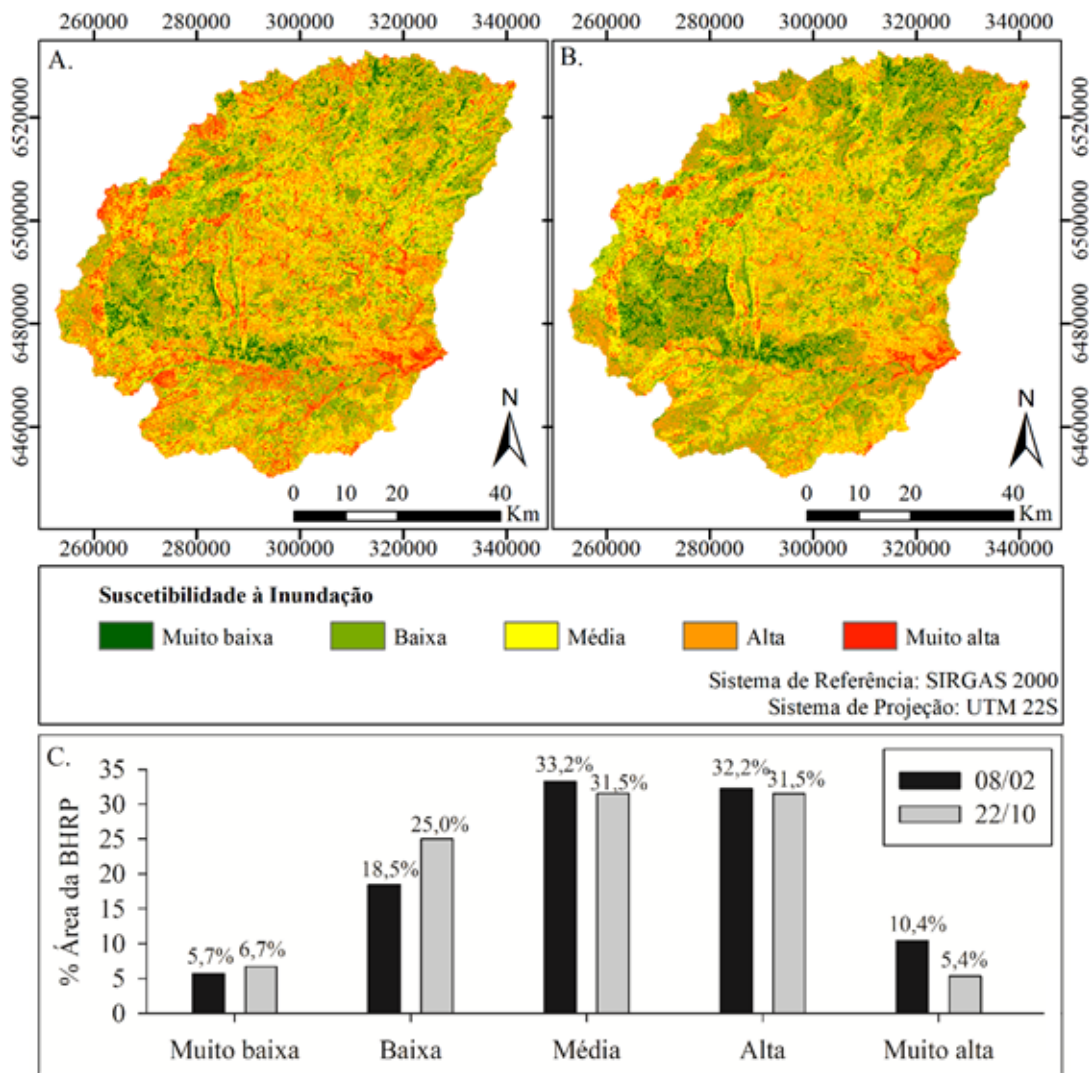 260000 280000 300000 320000 340000 260000 280000 300000 320000 340000
A. B.
6520000 6520000
6500000 6500000
6480000 6480000
6460000 6460000
N N
0 10 20 40 0 10 20 40
Km Km
260000 280000 300000 320000 340000 260000 280000 300000 320000 340000
Suscetibilidade à Inundação
Muito baixa Baixa Média Alta Muito alta
Sistema de Referência: SIRGAS 2000
Sistema de Projeção: UTM 22S
C.
% Área da BHRP
35
30
25
20
15
10
5
0
5,7% 6,7% 18,5% 25,0% 33,2% 31,5% 32,2% 31,5% 10,4% 5,4%
08/02
22/10
Muito baixa Baixa Média Alta Muito alta